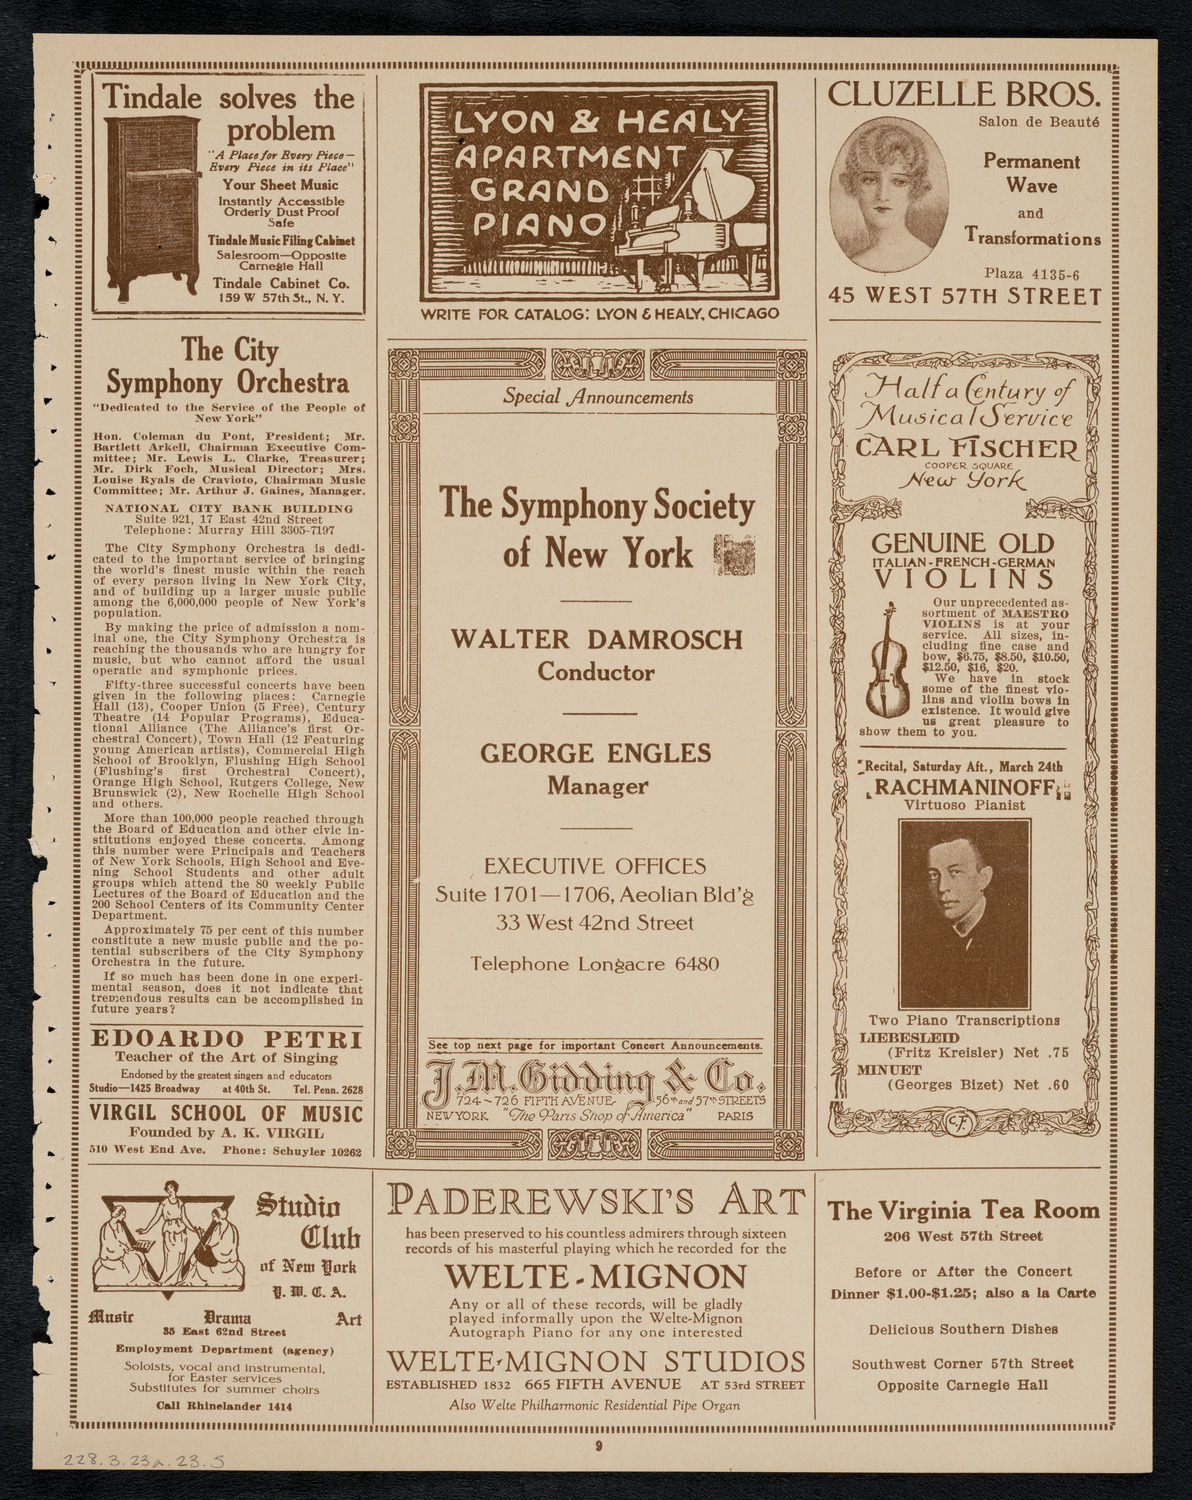 Tindale solves the
problem
"A Place for Every Piece—
Every Piece in its Place"
Your Sheet Music
Instantly Accessible
Orderly Dust Proof
Safe
Tindale Music Filing Cabinet
Salesroom—Opposite
Carnegie Hall
Tindale Cabinet Co.
159 W 57th St., N. Y.
The City
Symphony Orchestra
"Dedicated to the Service of the People of
New York"
Hon. Coleman du Pont, President; Mr.
Bartlett Arkell, Chairman Executive Com-
mittee; Mr. Lewis L. Clarke, Treasurer;
Mr. Dirk Foch, Musical Director; Mrs.
Louise Ryals de Cravioto, Chairman Music
Committee; Mr. Arthur J. Gaines, Manager.
NATIONAL CITY BANK BUILDING
Suite 921, 17 East 42nd Street
Telephone: Murray Hill 3305-7197
The City Symphony Orchestra is dedi-
cated to the important service of bringing
the world's finest music within the reach
of every person living in New York City,
and of building up a larger music public
among the 6,000,000 people of New York's
population.
By making the price of admission a nom-
inal one, the City Symphony Orchestra is
reaching the thousands who are hungry for
music, but who cannot afford the usual
operatic and symphonic prices.
Fifty-three successful concerts have been
given in the following places: Carnegie
Hall (13), Cooper Union (5 Free), Century
Theatre (14 Popular Programs), Educa-
tional Alliance (The Alliance's first Or-
chestral Concert), Town Hall (12 Featuring
young American artists), Commercial High
School of Brooklyn, Flushing High School
(Flushing's first Orchestral Concert),
Orange High School, Rutgers College, New
Brunswick (2), New Rochelle High School
and others.
More than 100,000 people reached through
the Board of Education and other civic in-
stitutions enjoyed these concerts. Among
this number were Principals and Teachers
of New York Schools, High School and Eve-
ning School Students and other adult
groups which attend the 80 weekly Public
Lectures of the Board of Education and the
200 School Centers of its Community Center
Department.
Approximately 75 per cent of this number
constitute a new music public and the po-
tential subscribers of the City Symphony
Orchestra in the future.
If so much has been done in one experi-
mental season, does it not indicate that
tremendous results can be accomplished in
future years?
EDOARDO PETRI
Teacher of the Art of Singing
Endorsed by the greatest singers and educators
Studio—1425 Broadway at 40th St. Tel. Penn. 2628
VIRGIL SCHOOL OF MUSIC
Founded by A. K. VIRGIL
510 West End Ave. Phone: Schuyler 10262
Studio
Club
of New York
Y. W. C. A.
Music Drama Art
35 East 62nd Street
Employment Department (agency)
Soloists, vocal and instrumental,
for Easter services
Substitutes for summer choirs
Call Rhinelander 1414
LYON & HEALY
APARTMENT
GRAND
PIANO
WRITE FOR CATALOG: LYON & HEALY, CHICAGO
Special Announcements
The Symphony Society
of New York
WALTER DAMROSCH
Conductor
GEORGE ENGLES
Manager
EXECUTIVE OFFICES
Suite 1701—1706, Aeolian Bld'g
33 West 42nd Street
Telephone Longacre 6480
See top next page for important Concert Announcements.
J. M. Gidding & Co.
724~726 FIFTH AVENUE 56th and 57th STREETS
NEW YORK "The Paris Shop of America" PARIS
PADEREWSKI'S ART
has been preserved to his countless admirers through sixteen
records of his masterful playing which he recorded for the
WELTE-MIGNON
Any or all of these records, will be gladly
played informally upon the Welte-Mignon
Autograph Piano for any one interested
WELTE-MIGNON STUDIOS
ESTABLISHED 1832 665 FIFTH AVENUE AT 53rd STREET
Also Welte Philharmonic Residential Pipe Organ
CLUZELLE BROS.
Salon de Beauté
Permanent
Wave
and
Transformations
Plaza 4135-6
45 WEST 57TH STREET
Half a Century of
Musical Service
CARL FISCHER
COOPER SQUARE
New York
GENUINE OLD
ITALIAN-FRENCH-GERMAN
VIOLINS
Our unprecedented as-
sortment of MAESTRO
VIOLINS is at your
service. All sizes, in-
cluding fine case and
bow, $6.75, $8.50, $10.50,
$12.50, $16, $20.
We have in stock
some of the finest vio-
lins and violin bows in
existence. It would give
us great pleasure to
show them to you.
Recital, Saturday Aft., March 24th
RACHMANINOFF
Virtuoso Pianist
Two Piano Transcriptions
LIEBESLEID
(Fritz Kreisler) Net .75
MINUET
(Georges Bizet) Net .60
C.F.
The Virginia Tea Room
206 West 57th Street
Before or After the Concert
Dinner $1.00-$1.25; also a la Carte
Delicious Southern Dishes
Southwest Corner 57th Street
Opposite Carnegie Hall
9
228.3.23a.23.5